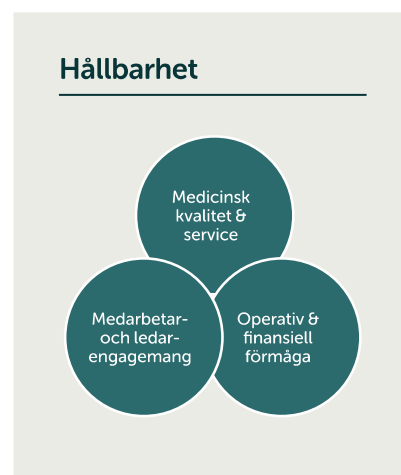 Hållbarhet
Medicinsk
kvalitet &
service
Medarbetar-
och ledar-
engagemang
Operativ &
finansiell
förmåga